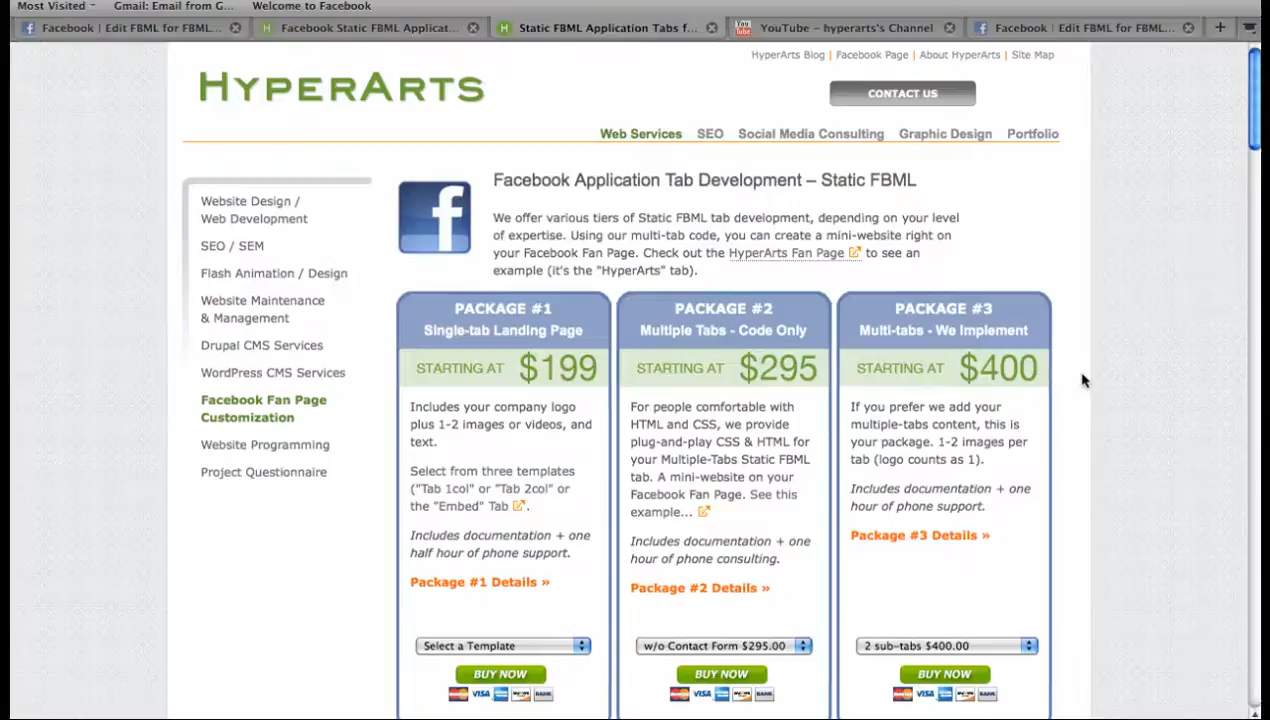 Most Visited
Gmail: Email from G...
Welcome to Facebook
Facebook | Edit FBML for FBML...
Facebook Static FBML Applicat...
Static FBML Application Tabs f...
YouTube – hyperarts's Channel
Facebook | Edit FBML for FBML...
HyperArts Blog | Facebook Page | About HyperArts | Site Map
HYPERARTS
CONTACT US
Web Services SEO Social Media Consulting Graphic Design Portfolio
Website Design /
Web Development
SEO / SEM
Flash Animation / Design
Website Maintenance
& Management
Drupal CMS Services
WordPress CMS Services
Facebook Fan Page
Customization
Website Programming
Project Questionnaire
Facebook Application Tab Development – Static FBML
We offer various tiers of Static FBML tab development, depending on your level
of expertise. Using our multi-tab code, you can create a mini-website right on
your Facebook Fan Page. Check out the HyperArts Fan Page to see an
example (it's the "HyperArts" tab).
PACKAGE #1
Single-tab Landing Page
STARTING AT $199
Includes your company logo
plus 1-2 images or videos, and
text.
Select from three templates
("Tab 1col" or "Tab 2col" or
the "Embed" Tab .
Includes documentation + one
half hour of phone support.
Package #1 Details »
Select a Template
BUY NOW
VISA
BANK
PACKAGE #2
Multiple Tabs - Code Only
STARTING AT $295
For people comfortable with
HTML and CSS, we provide
plug-and-play CSS & HTML for
your Multiple-Tabs Static FBML
tab. A mini-website on your
Facebook Fan Page. See this
example...
Includes documentation + one
hour of phone consulting.
Package #2 Details »
w/o Contact Form $295.00
BUY NOW
VISA
BANK
PACKAGE #3
Multi-tabs - We Implement
STARTING AT $400
If you prefer we add your
multiple-tabs content, this is
your package. 1-2 images per
tab (logo counts as 1).
Includes documentation + one
hour of phone support.
Package #3 Details »
2 sub-tabs $400.00
BUY NOW
VISA
BANK